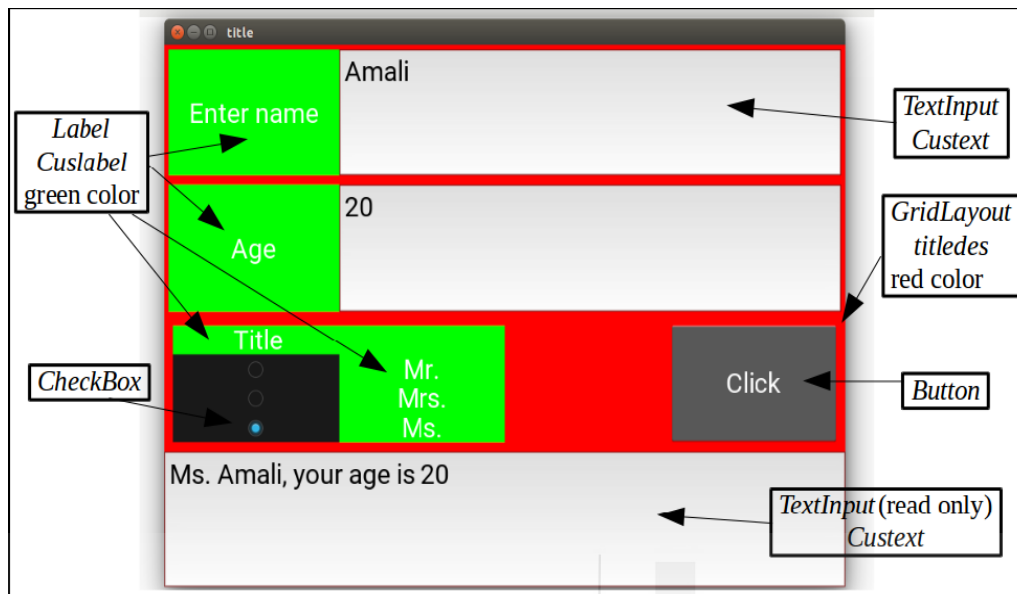 title
Enter name
Amali
Label
Cuslabel
green color
TextInput
Custext
Age
20
GridLayout
titledes
red color
Title
Mr.
Mrs.
Ms.
CheckBox
Click
Button
Ms. Amali, your age is 20
TextInput (read only)
Custext